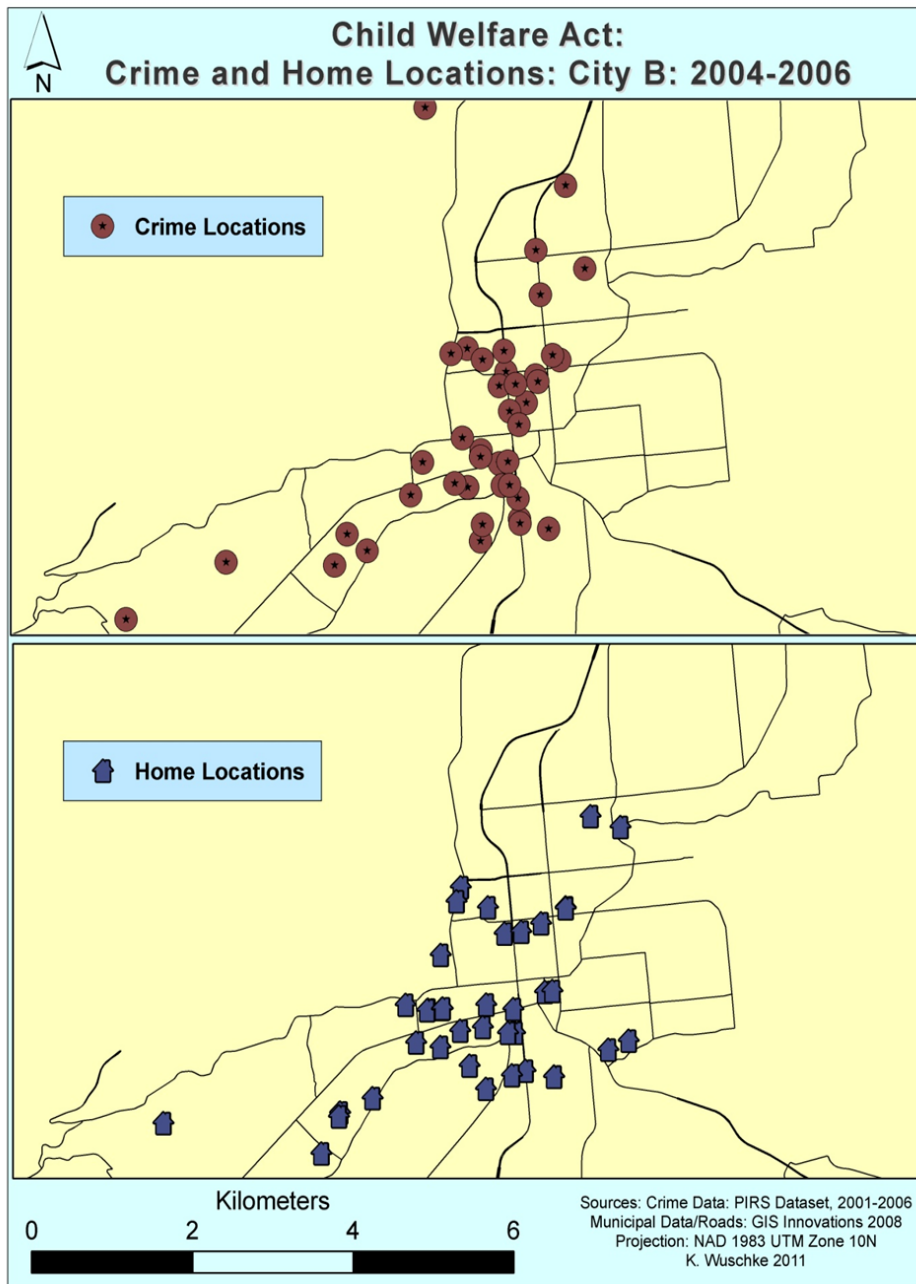 Child Welfare Act:
Crime and Home Locations: City B: 2004-2006
N
Crime Locations
Home Locations
Kilometers
0 2 4 6
Sources: Crime Data: PIRS Dataset, 2001-2006
Municipal Data/Roads: GIS Innovations 2008
Projection: NAD 1983 UTM Zone 10N
K. Wuschke 2011